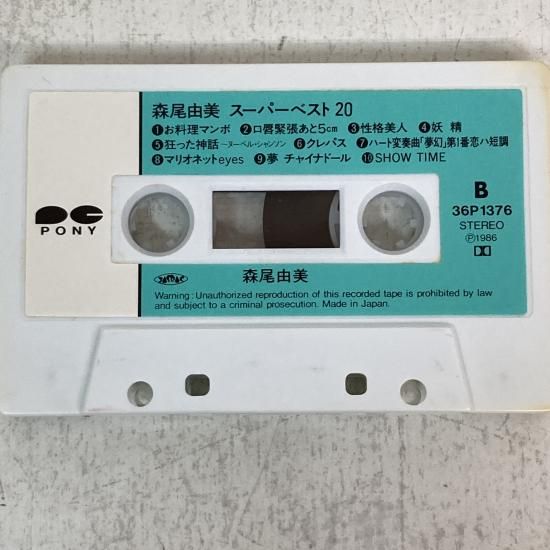 森尾由美 スーパーベスト20
❶お料理マンボ ❷口唇緊張あと5cm ❸性格美人 ❹妖精
❺狂った神話~ヌーベル・シャンソン ❻クレバス ❼ハート変奏曲「夢幻」第1番恋ハ短調
❽マリオネットeyes ❾夢 チャイナドール ❿SHOW TIME
B
36P1376
STEREO
Ⓟ1986
PONY
森尾由美
Warning: Unauthorized reproduction of this recorded tape is prohibited by law
and subject to a criminal prosecution. Made in Japan.